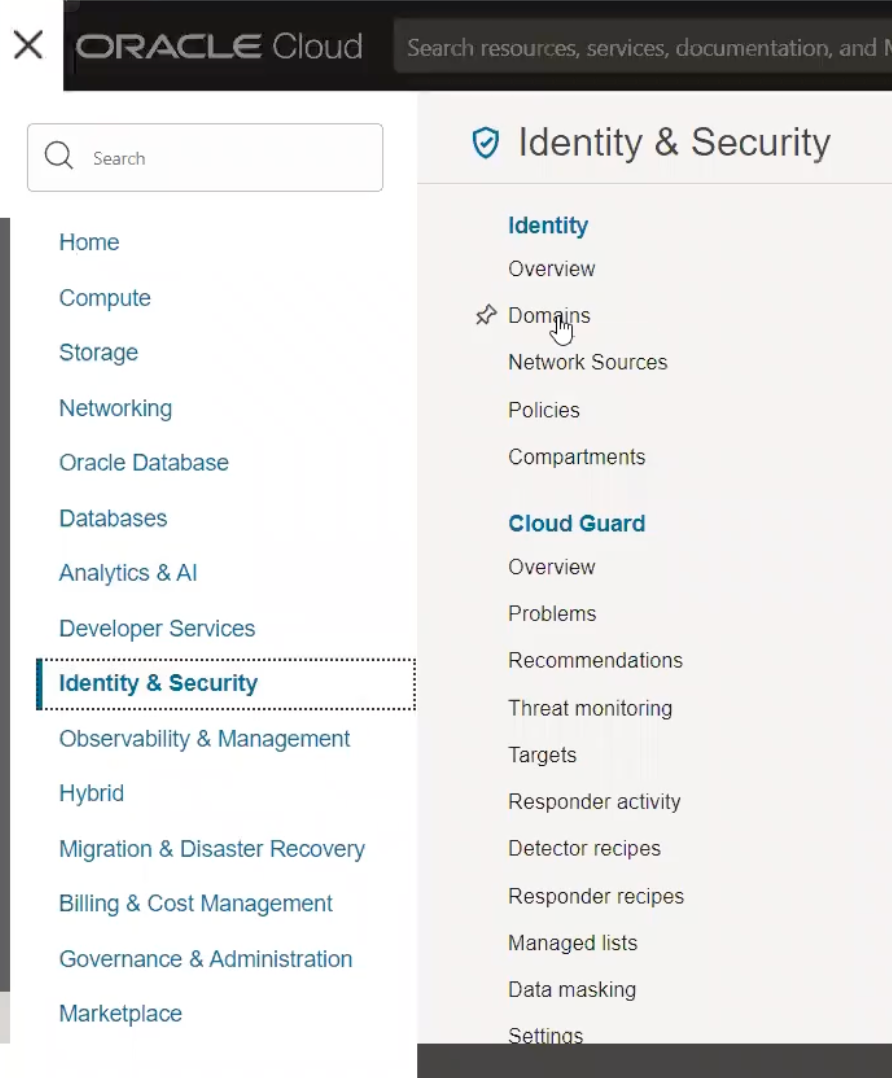 ORACLE Cloud
Search resources, services, documentation, and
Search
Home
Compute
Storage
Networking
Oracle Database
Databases
Analytics & AI
Developer Services
Identity & Security
Observability & Management
Hybrid
Migration & Disaster Recovery
Billing & Cost Management
Governance & Administration
Marketplace
Identity & Security
Identity
Overview
Domains
Network Sources
Policies
Compartments
Cloud Guard
Overview
Problems
Recommendations
Threat monitoring
Targets
Responder activity
Detector recipes
Responder recipes
Managed lists
Data masking
Settings